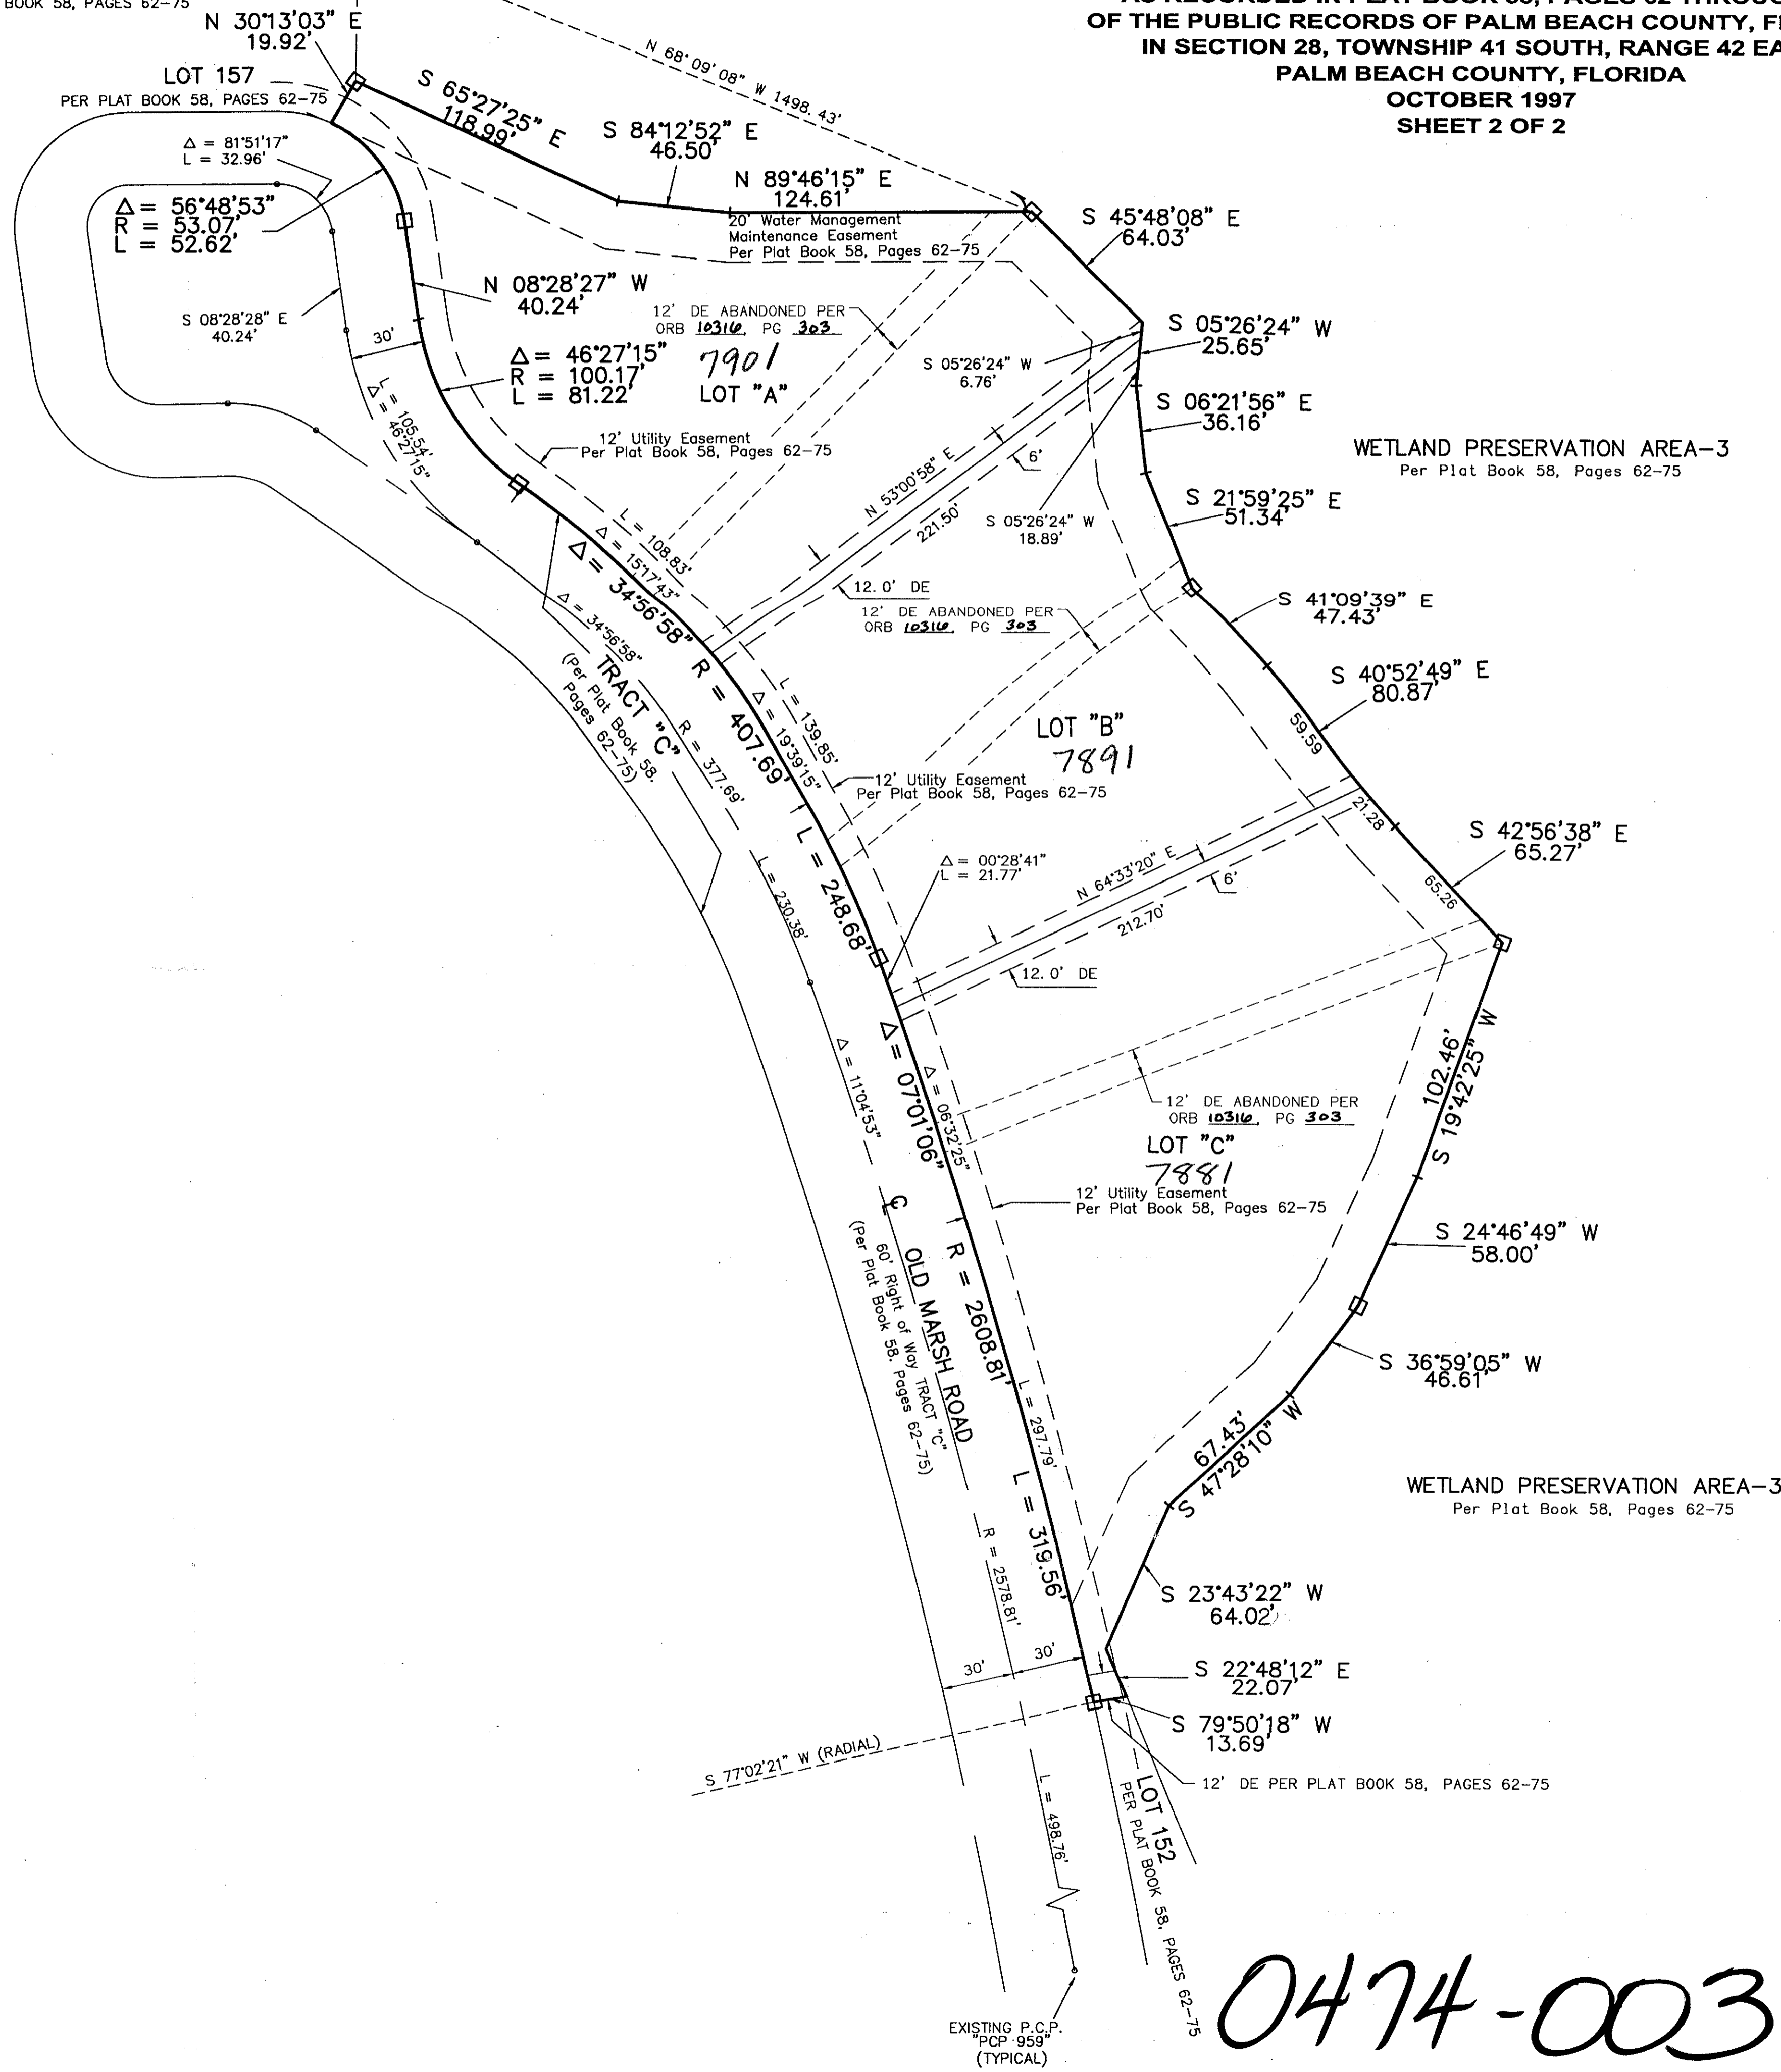 BOOK 58, PAGES 62-75
OF THE PUBLIC RECORDS OF PALM BEACH COUNTY,
IN SECTION 28, TOWNSHIP 41 SOUTH, RANGE 42
PALM BEACH COUNTY, FLORIDA
OCTOBER 1997
SHEET 2 OF 2
N 30°13'03" E
19.92'
LOT 157
PER PLAT BOOK 58, PAGES 62-75
N 68°09'08" W 1498.43'
S 65°27'25" E
118.99'
S 84°12'52" E
46.50'
N 89°46'15" E
124.61'
20' Water Management
Maintenance Easement
Per Plat Book 58, Pages 62-75
S 45°48'08" E
64.03'
Δ = 81°51'17"
L = 32.96'
Δ= 56°48'53"
R = 53.07'
L = 52.62'
N 08°28'27" W
40.24'
S 08°28'28" E
40.24'
30'
12' DE ABANDONED PER
ORB 10316, PG 303
7901
LOT "A"
Δ= 46°27'15"
R = 100.17'
L = 81.22'
L = 105.54'
Δ = 46°27'15"
12' Utility Easement
Per Plat Book 58, Pages 62-75
S 05°26'24" W
25.65'
S 05°26'24" W
6.76'
S 06°21'56" E
36.16'
WETLAND PRESERVATION AREA-3
Per Plat Book 58, Pages 62-75
N 53°00'58" E
221.50'
6'
S 21°59'25" E
51.34'
S 05°26'24" W
18.89'
L = 108.83'
Δ = 15°17'43"
Δ = 34°56'58"
R = 407.69'
L = 248.68'
12.0' DE
12' DE ABANDONED PER
ORB 10316, PG 303
S 41°09'39" E
47.43'
Δ = 34°56'58"
TRACT "C"
(Per Plat Book 58.
Pages 62-75)
R = 377.69'
L = 139.85'
Δ = 19°39'15"
S 40°52'49" E
80.87'
59.59
LOT "B"
7891
12' Utility Easement
Per Plat Book 58, Pages 62-75
21.28
S 42°56'38" E
65.27'
65.26
L = 230.38'
Δ = 00°28'41"
L = 21.77'
N 64°33'20" E
6'
212.70'
12.0' DE
Δ = 07°01'06"
R = 2608.81'
L = 319.56'
Δ = 11°04'53"
Δ = 06°32'25"
102.46'
S 19°42'25" W
12' DE ABANDONED PER
ORB 10316, PG 303
LOT "C"
7881
12' Utility Easement
Per Plat Book 58, Pages 62-75
S 24°46'49" W
58.00'
OLD MARSH ROAD
60' Right of Way TRACT "C"
(Per Plat Book 58. Pages 62-75)
S 36°59'05" W
46.61'
L = 297.79'
67.43'
S 47°28'10" W
WETLAND PRESERVATION AREA-3
Per Plat Book 58, Pages 62-75
R = 2578.81'
S 23°43'22" W
64.02'
30'
30'
S 22°48'12" E
22.07'
S 79°50'18" W
13.69'
S 77°02'21" W (RADIAL)
12' DE PER PLAT BOOK 58, PAGES 62-75
L = 498.76'
LOT 152
PER PLAT BOOK 58, PAGES 62-75
EXISTING P.C.P.
"PCP 959"
(TYPICAL)
0474-003